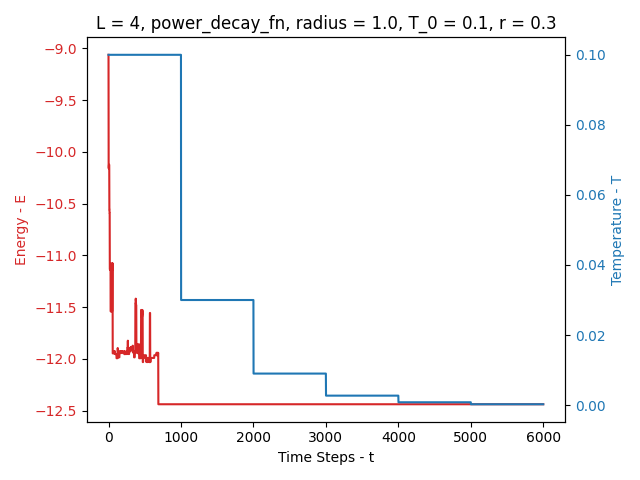 L = 4, power_decay_fn, radius = 1.0, T_0 = 0.1, r = 0.3
−9.0
−9.5
−10.0
−10.5
−11.0
−11.5
−12.0
−12.5
Energy - E
0.10
0.08
0.06
0.04
0.02
0.00
Temperature - T
0 1000 2000 3000 4000 5000 6000
Time Steps - t